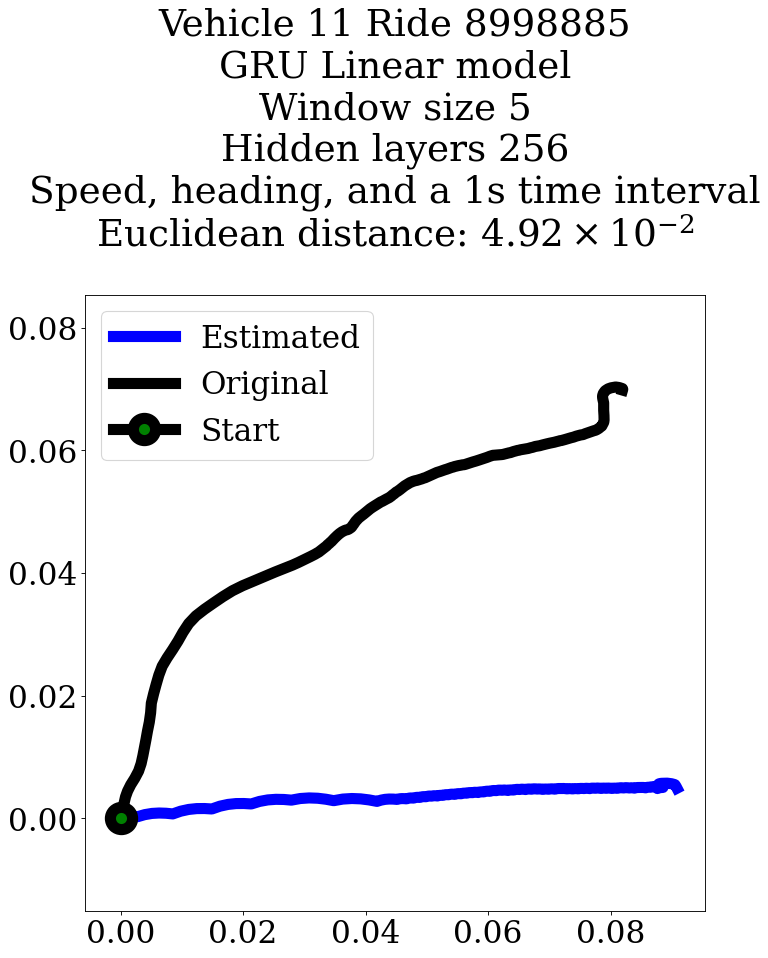 Vehicle 11 Ride 8998885
GRU Linear model
Window size 5
Hidden layers 256
Speed, heading, and a 1s time interval
Euclidean distance: 4.92 × 10⁻²
Estimated
Original
Start
0.08
0.06
0.04
0.02
0.00
0.00 0.02 0.04 0.06 0.08